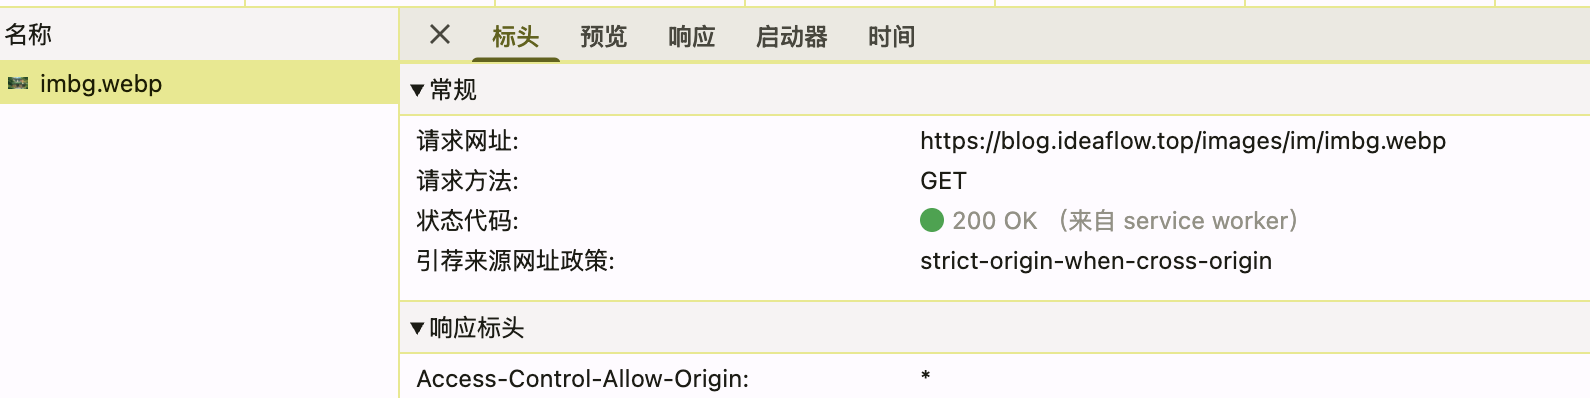 名称
标头 预览 响应 启动器 时间
imbg.webp
常规
请求网址: https://blog.ideaflow.top/images/im/imbg.webp
请求方法: GET
状态代码: 200 OK （来自 service worker）
引荐来源网址政策: strict-origin-when-cross-origin
响应标头
Access-Control-Allow-Origin: *